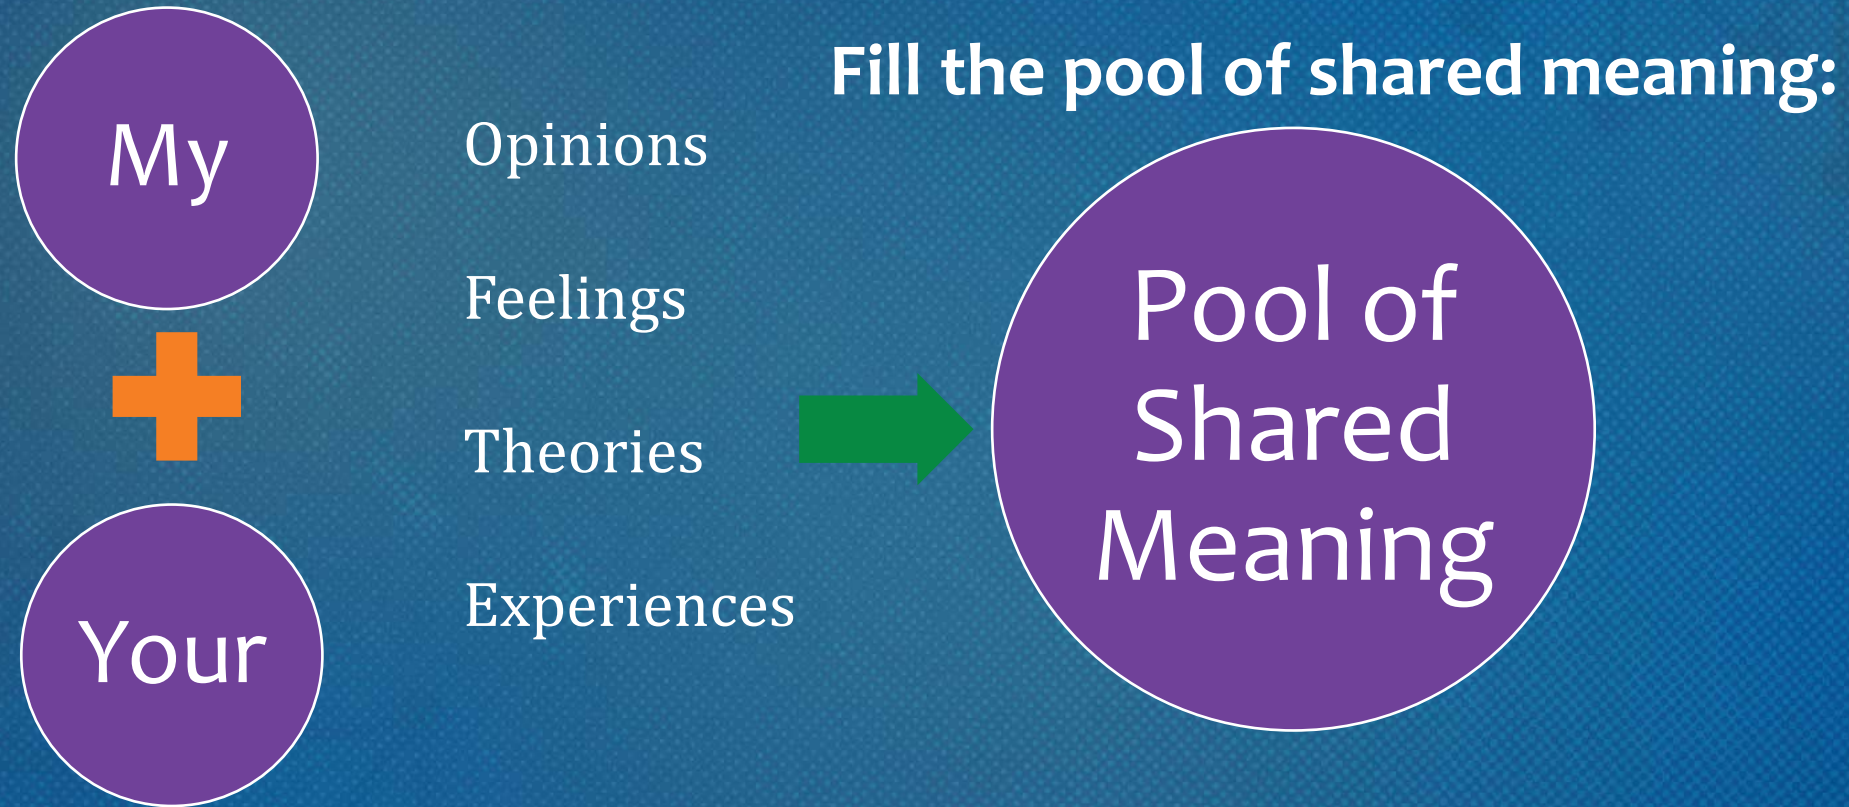 Fill the pool of shared meaning:
My
Your
Opinions
Feelings
Theories
Experiences
Pool of
Shared
Meaning